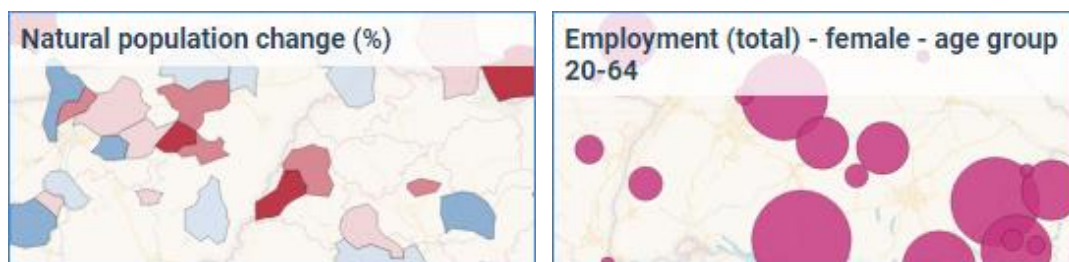 Natural population change (%)
Employment (total) - female - age group
20-64